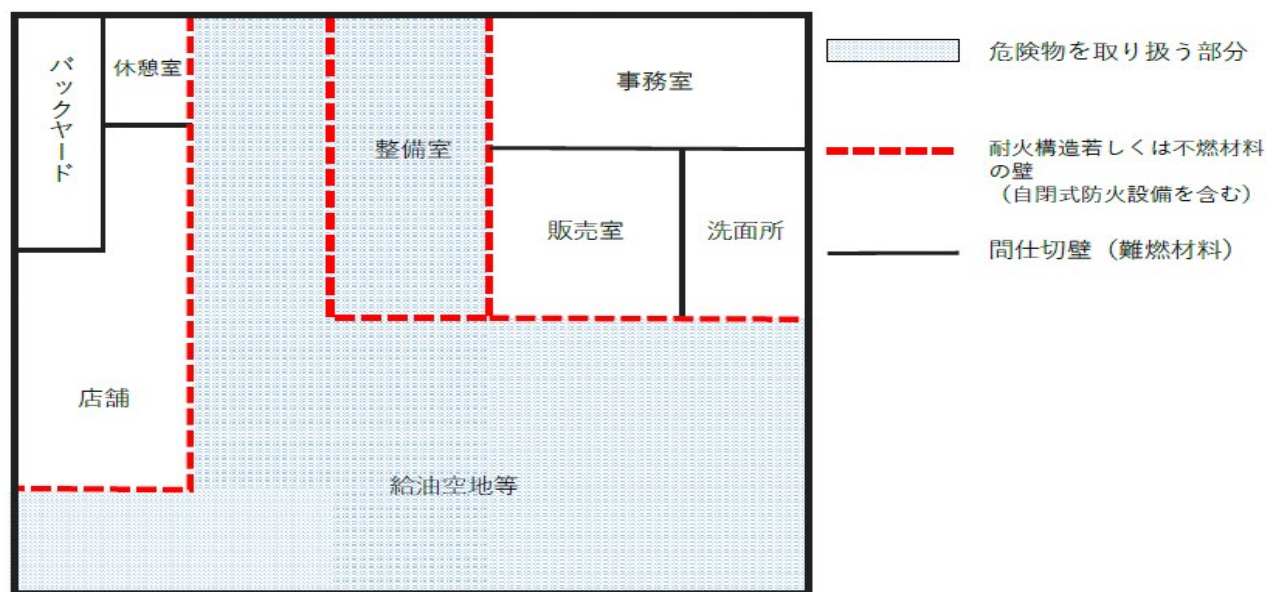 バックヤード
休憩室
事務室
整備室
販売室
洗面所
店舗
給油空地等
危険物を取り扱う部分
耐火構造若しくは不燃材料
の壁
（自閉式防火設備を含む）
間仕切壁（難燃材料）